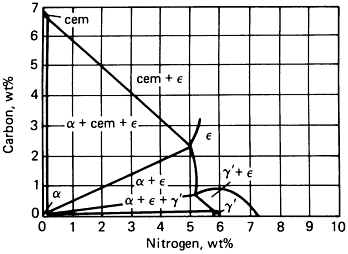 7
cem
6
cem + ϵ
5
4
3
α + cem + ϵ
ϵ
2
α + ϵ
γ′ + ϵ
1
α
α + ϵ + γ′
γ′
0
0 1 2 3 4 5 6 7 8 9 10
Carbon, wt%
Nitrogen, wt%